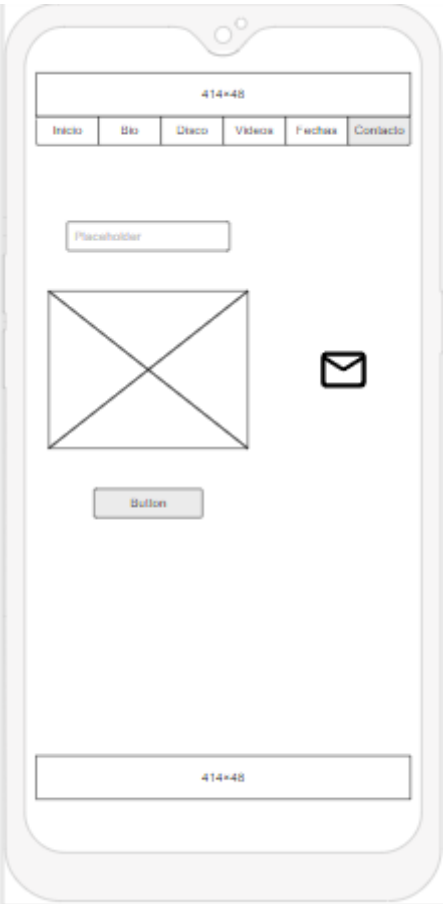 414×48
Inicio Bio Disco Videos Fechas Contacto
Placeholder
Button
414×48